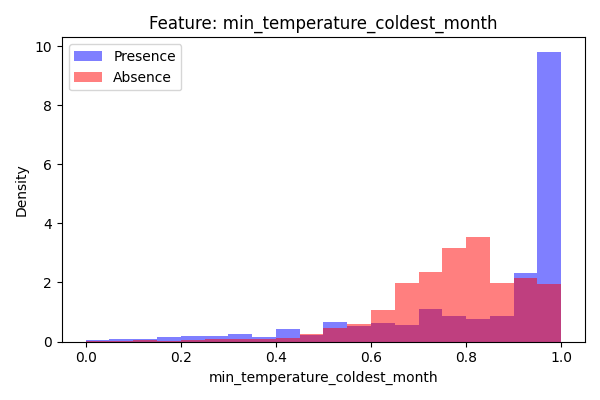 Feature: min_temperature_coldest_month
Presence
Absence
Density
10
8
6
4
2
0
0.0 0.2 0.4 0.6 0.8 1.0
min_temperature_coldest_month